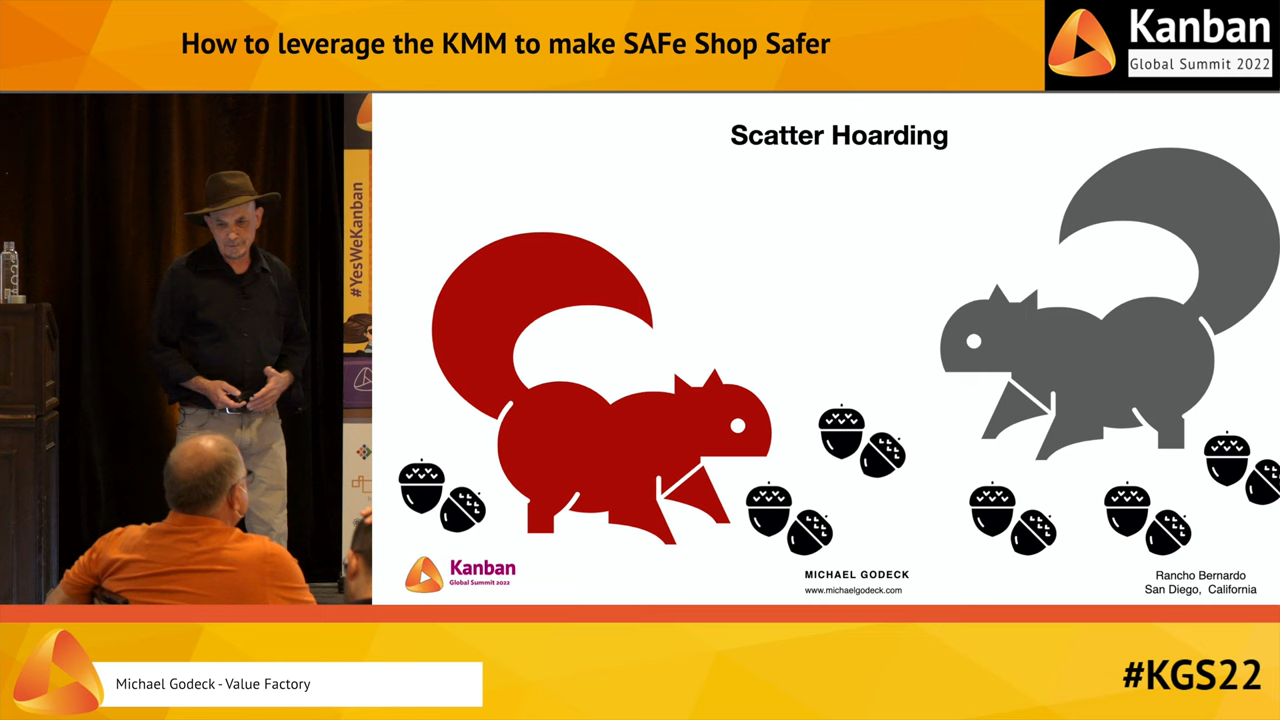 How to leverage the KMM to make SAFe Shop Safer
Kanban
Global Summit 2022
#YesWeKanban
Scatter Hoarding
Kanban
Global Summit 2022
MICHAEL GODECK
www.michaelgodeck.com
Rancho Bernardo
San Diego, California
Michael Godeck - Value Factory
#KGS22